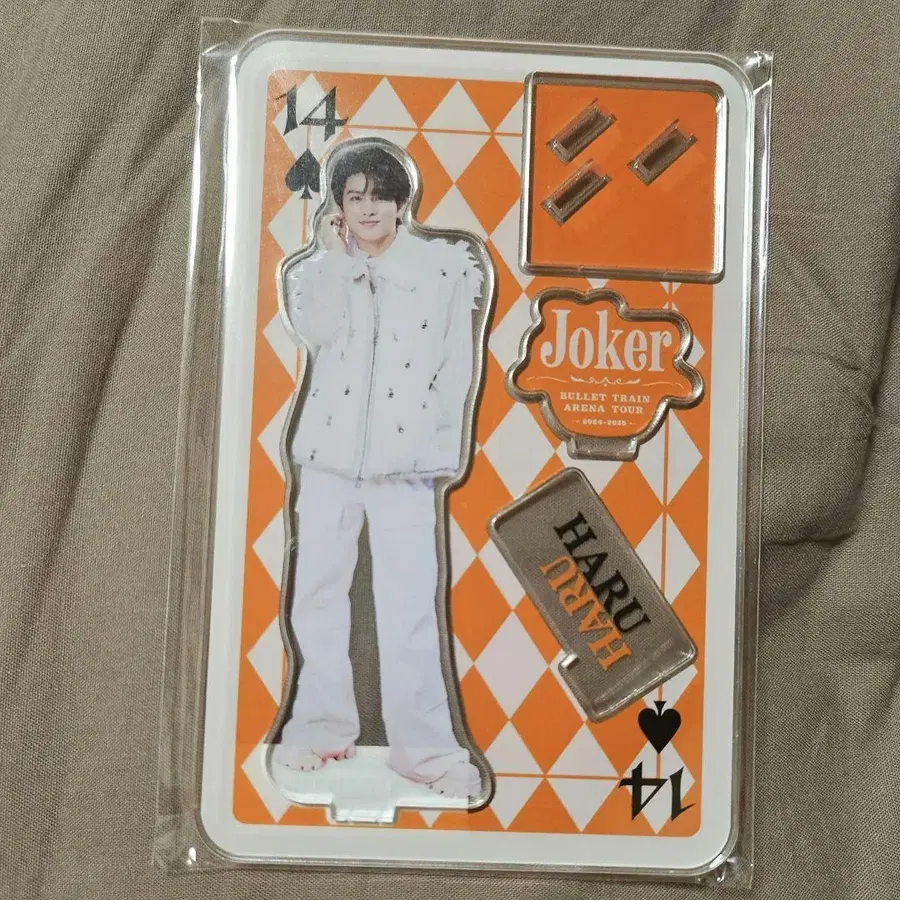 14
Joker
BULLET TRAIN
ARENA TOUR
- 2024-2025 -
HARU
HARU
14